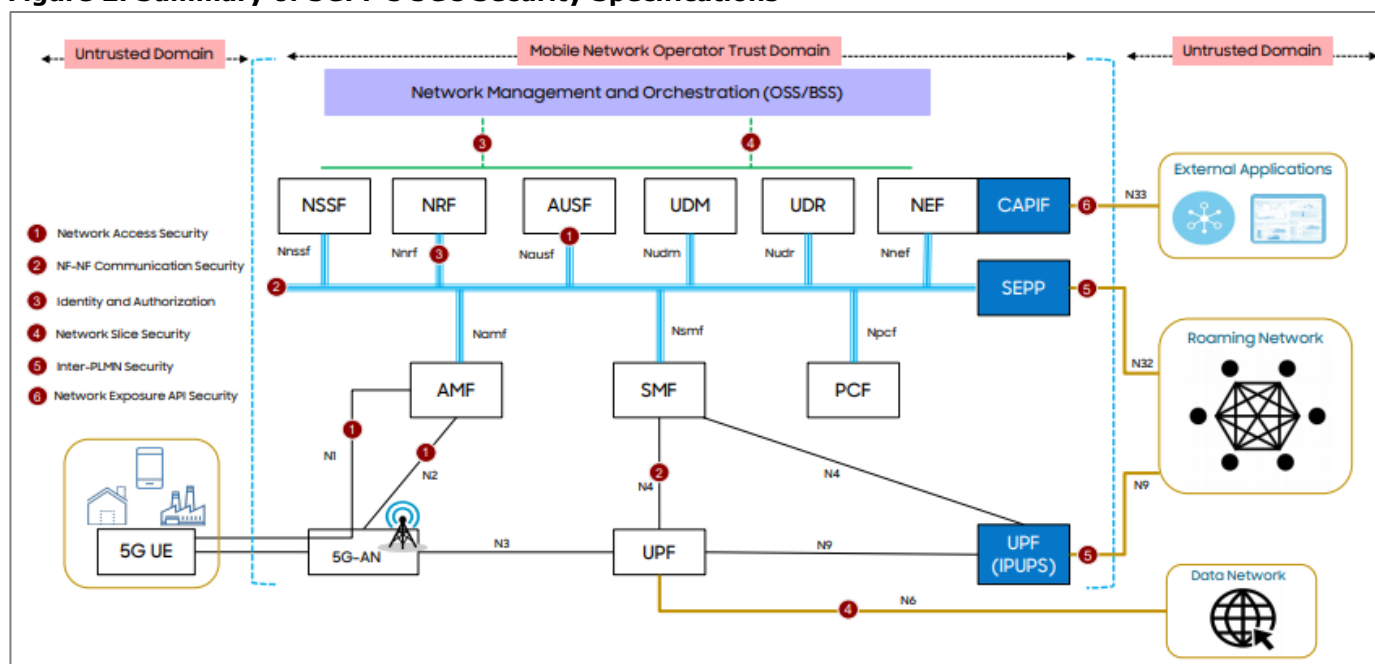 Untrusted Domain
Mobile Network Operator Trust Domain
Untrusted Domain
Network Management and Orchestration (OSS/BSS)
3
4
NSSF
NRF
AUSF
UDM
UDR
NEF
CAPIF
6
N33
External Applications
1
Nnssf
Nnrf
3
Nausf
Nudm
Nudr
Nnef
1 Network Access Security
2 NF-NF Communication Security
3 Identity and Authorization
4 Network Slice Security
5 Inter-PLMN Security
6 Network Exposure API Security
2
SEPP
5
N32
Roaming Network
Namf
Nsmf
Npcf
AMF
SMF
PCF
1
N1
1
N2
2
N4
N4
N9
5G UE
5G-AN
N3
UPF
N9
UPF
(IPUPS)
5
4
N6
Data Network